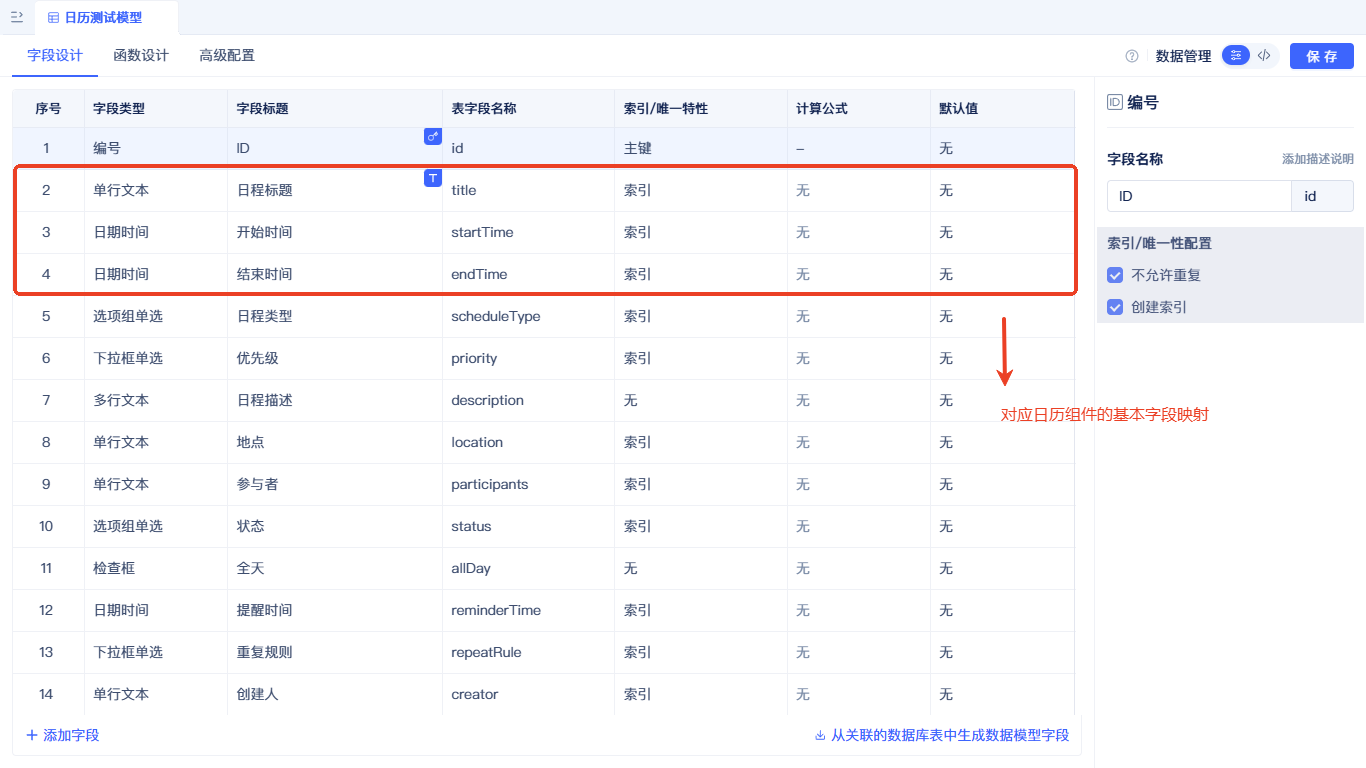 日历测试模型
字段设计 函数设计 高级配置 数据管理 保 存
序号 字段类型 字段标题 表字段名称 索引/唯一特性 计算公式 默认值
1 编号 ID id 主键 – 无
2 单行文本 日程标题 T title 索引 无 无
3 日期时间 开始时间 startTime 索引 无 无
4 日期时间 结束时间 endTime 索引 无 无
5 选项组单选 日程类型 scheduleType 索引 无 无
6 下拉框单选 优先级 priority 索引 无 无
7 多行文本 日程描述 description 无 无 无
8 单行文本 地点 location 索引 无 无
9 单行文本 参与者 participants 索引 无 无
10 选项组单选 状态 status 索引 无 无
11 检查框 全天 allDay 无 无 无
12 日期时间 提醒时间 reminderTime 索引 无 无
13 下拉框单选 重复规则 repeatRule 索引 无 无
14 单行文本 创建人 creator 索引 无 无
添加字段 从关联的数据库表中生成数据模型字段
对应日历组件的基本字段映射
ID 编号
字段名称 添加描述说明
ID id
索引/唯一性配置
不允许重复
创建索引